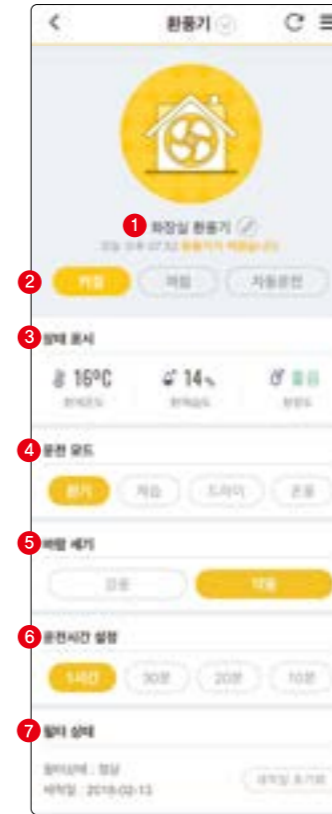 환풍기
1 화장실 환풍기
2 켜짐 꺼짐 자동운전
3 상태 표시
16°C 14% 좋음
현재온도 현재습도
4 운전 모드
환기 제습 드라이 온풍
5 바람 세기
강풍 약풍
6 운전시간 설정
1시간 30분 20분 10분
7 필터 상태
필터상태 : 정상
세척일 : 2018-02-13
세척일 초기화